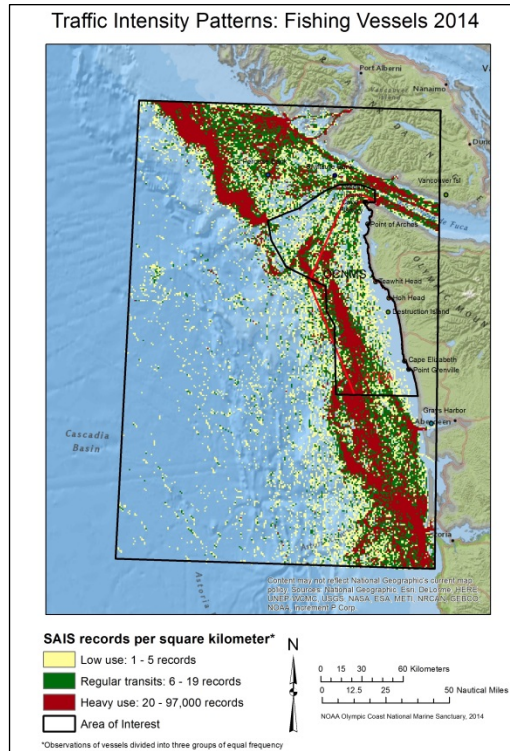 Traffic Intensity Patterns: Fishing Vessels 2014
Port Alberni
Nanaimo
Vancouver Isl
Point of Arches
OCNMS
Teawhit Head
Hoh Head
Destruction Island
Cape Elizabeth
Point Grenville
Grays Harbor
Aberdeen
Cascadia
Basin
Astoria
Content may not reflect National Geographic's current map
policy. Sources: National Geographic, Esri, DeLorme, HERE,
UNEP-WCMC, USGS, NASA, ESA, METI, NRCAN, GEBCO,
NOAA, increment P Corp.
SAIS records per square kilometer*
Low use: 1 - 5 records
Regular transits: 6 - 19 records
Heavy use: 20 - 97,000 records
Area of Interest
*Observations of vessels divided into three groups of equal frequency
N
0 15 30 60 Kilometers
0 12.5 25 50 Nautical Miles
NOAA Olympic Coast National Marine Sanctuary, 2014